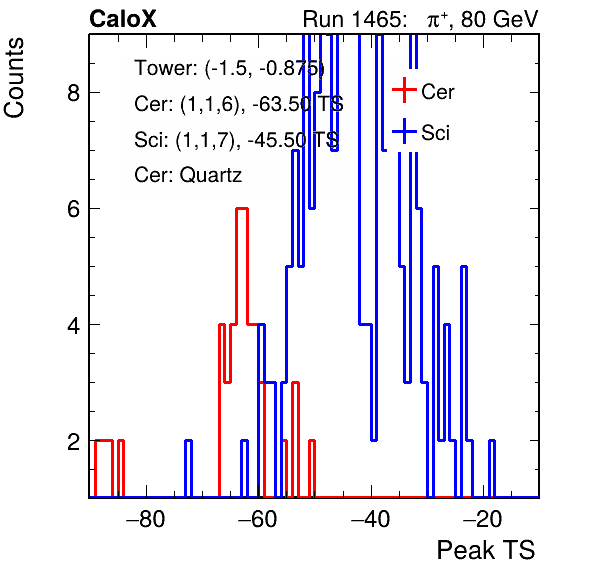 CaloX Run 1465: π⁺, 80 GeV
Counts
Tower: (-1.5, -0.875)
Cer: (1,1,6), -63.50 TS
Sci: (1,1,7), -45.50 TS
Cer: Quartz
Cer
Sci
8
6
4
2
−80 −60 −40 −20
Peak TS